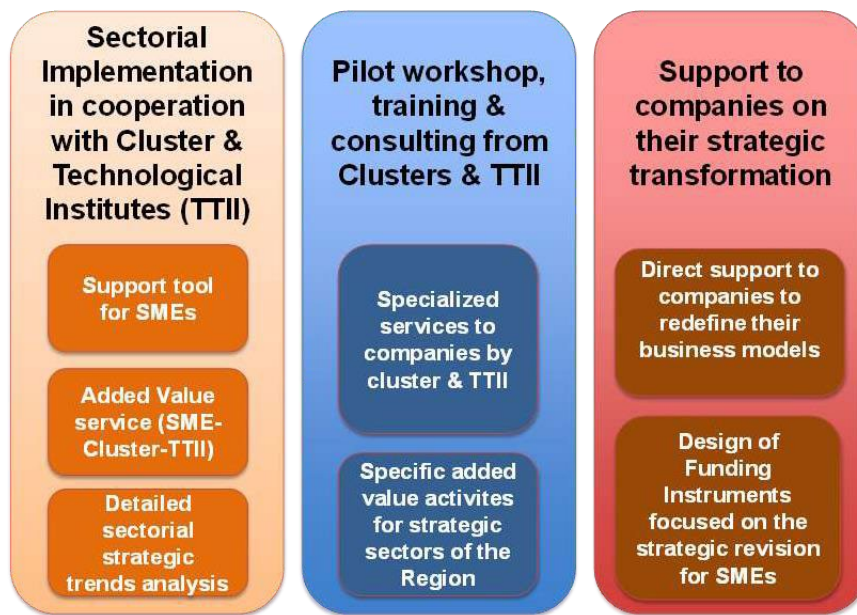 Sectorial
Implementation
in cooperation
with Cluster &
Technological
Institutes (TTII)
Support tool
for SMEs
Added Value
service (SME-
Cluster-TTII)
Detailed
sectorial
strategic
trends analysis
Pilot workshop,
training &
consulting from
Clusters & TTII
Specialized
services to
companies by
cluster & TTII
Specific added
value activites
for strategic
sectors of the
Region
Support to
companies on
their strategic
transformation
Direct support to
companies to
redefine their
business models
Design of
Funding
Instruments
focused on the
strategic revision
for SMEs